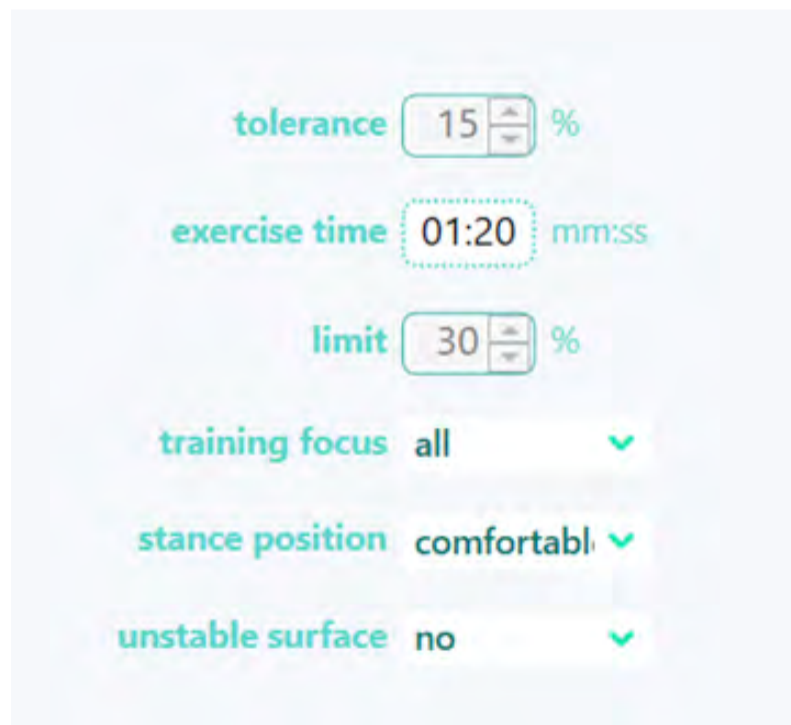 tolerance 15 %
exercise time 01:20 mm:ss
limit 30 %
training focus all
stance position comfortabl
unstable surface no